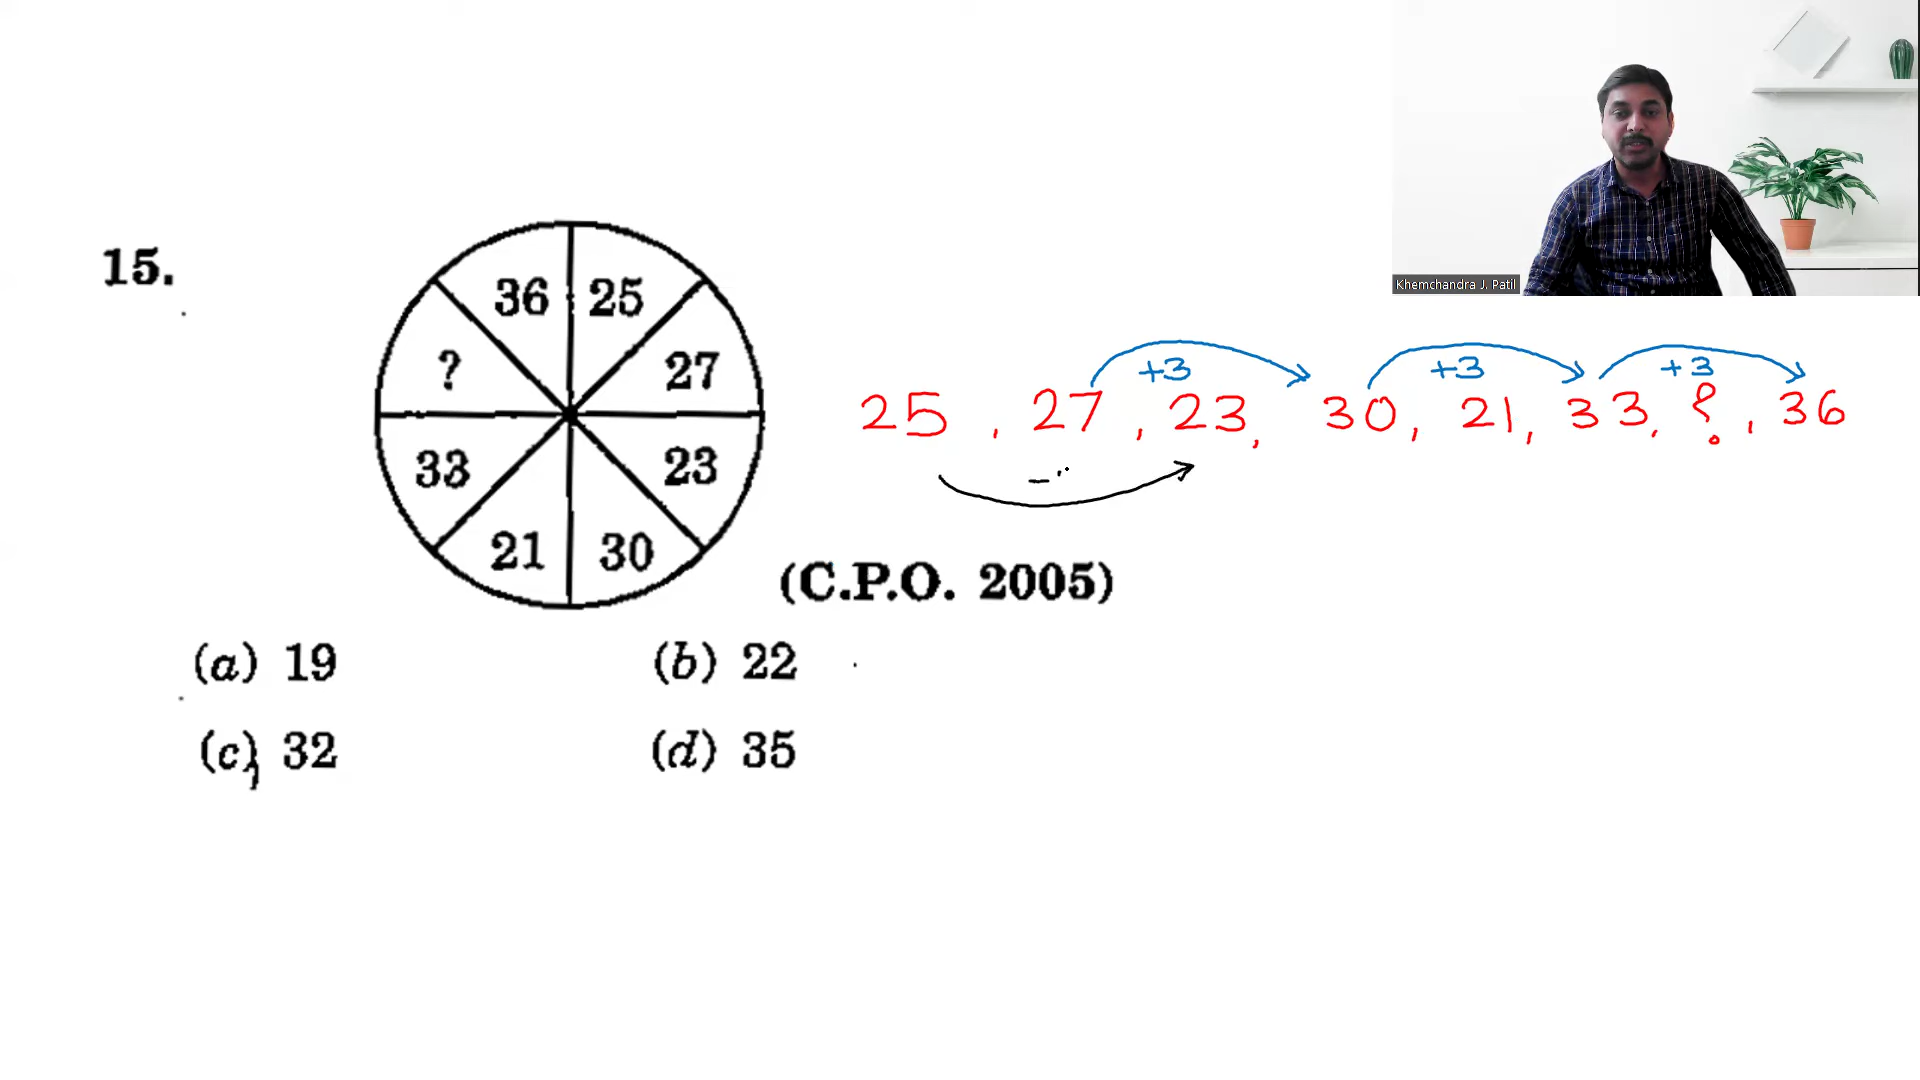 Khemchandra J. Patil
15.
36 25
? 27
33 23
21 30
+3 +3 +3
25, 27, 23, 30, 21, 33, ?, 36
–
(C.P.O. 2005)
(a) 19 (b) 22
(c) 32 (d) 35